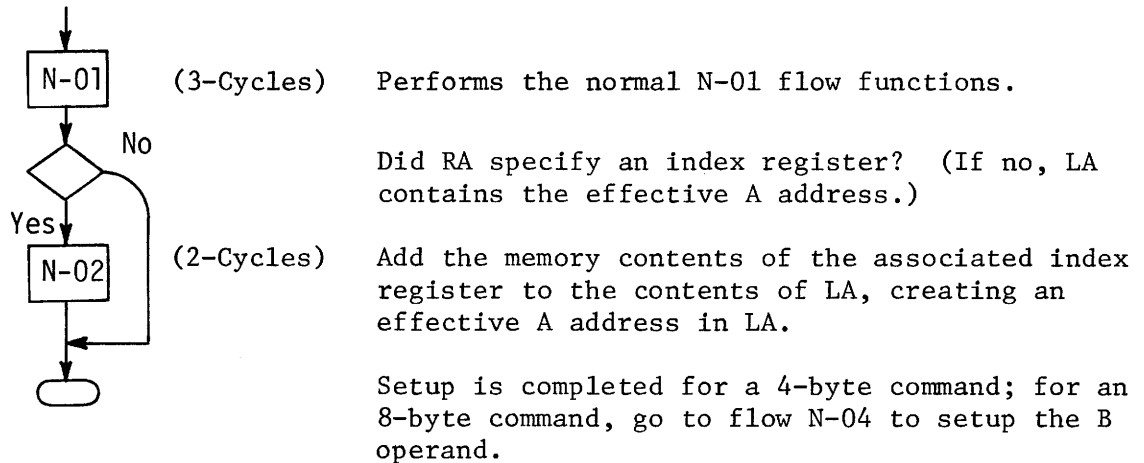 N-01 (3-Cycles) Performs the normal N-01 flow functions.
No
Did RA specify an index register? (If no, LA
contains the effective A address.)
Yes
N-02 (2-Cycles) Add the memory contents of the associated index
register to the contents of LA, creating an
effective A address in LA.
Setup is completed for a 4-byte command; for an
8-byte command, go to flow N-04 to setup the B
operand.